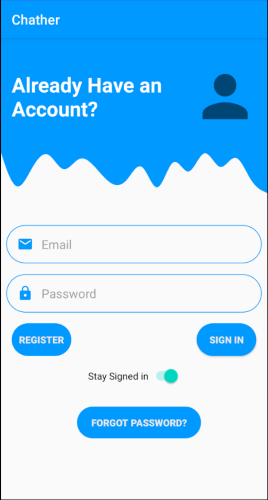 Chather
Already Have an
Account?
Email
Password
REGISTER SIGN IN
Stay Signed in
FORGOT PASSWORD?